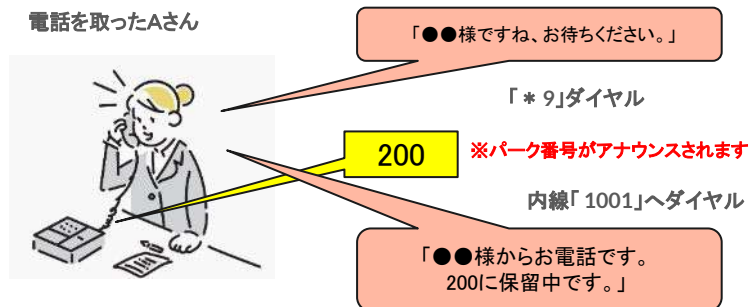 電話を取ったAさん
「●●様ですね、お待ちください。」
「＊9」ダイヤル
200
※パーク番号がアナウンスされます
内線「1001」へダイヤル
「●●様からお電話です。
200に保留中です。」